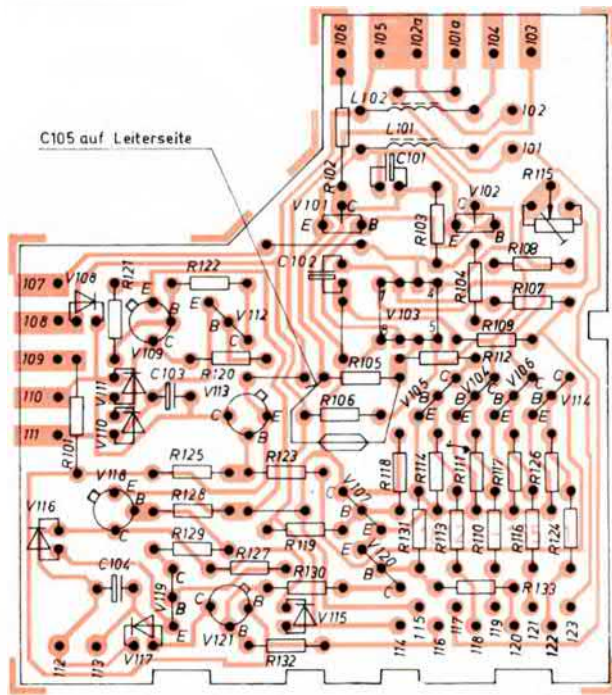 106 105 102a 101a 104 103
L102 102
L101 101
C105 auf Leiterseite
C101
R102 R115
V101 C V102 C
E B R103 E B
R108
C102 R104
107 V108 R121 R122 R107
1 4
108 E B B V112 V103
8 5 R109
V109 C C R112
109 R120 R105
C103 V113 V105 V104 V106 C
110 V111 C E R106 B B B B V114
111 V110 B C E E E E
R101
R118 R114 R111 R117 R126
V118 R125 R123
E C
V116 B R128 V107 B
C R119 E R131 R113 R110 R116 R124
R129 E
R127 V120 B
C104 C R130 C R133
V119 B C B
E V121 E V115
V117 R132
112 113 114 115 116 117 118 119 120 121 122 123